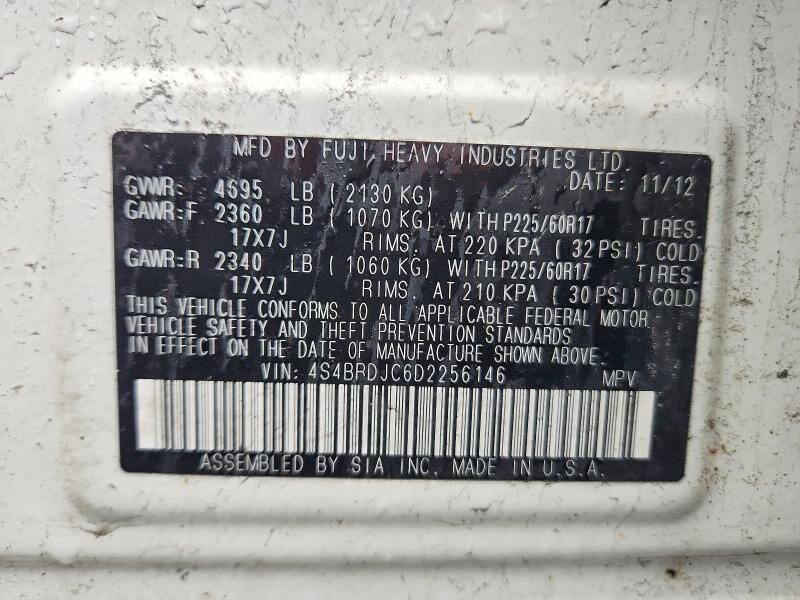 MFD BY FUJI HEAVY INDUSTRIES LTD.
DATE: 11/12
GVWR: 4695 LB ( 2130 KG)
GAWR:F 2360 LB ( 1070 KG) WITH P225/60R17 TIRES.
17X7J RIMS. AT 220 KPA ( 32 PSI) COLD
GAWR:R 2340 LB ( 1060 KG) WITH P225/60R17 TIRES.
17X7J RIMS. AT 210 KPA ( 30 PSI) COLD
THIS VEHICLE CONFORMS TO ALL APPLICABLE FEDERAL MOTOR
VEHICLE SAFETY AND THEFT PREVENTION STANDARDS
IN EFFECT ON THE DATE OF MANUFACTURE SHOWN ABOVE.
VIN: 4S4BRDJC6D2256146 MPV
ASSEMBLED BY SIA INC. MADE IN U.S.A.